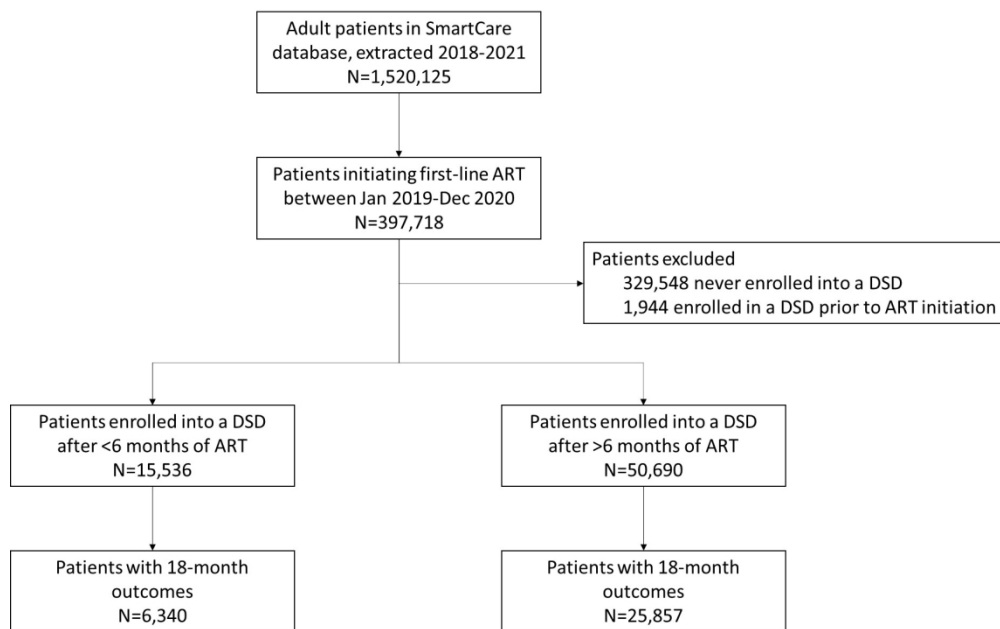 Adult patients in SmartCare
database, extracted 2018-2021
N=1,520,125
Patients initiating first-line ART
between Jan 2019-Dec 2020
N=397,718
Patients excluded
329,548 never enrolled into a DSD
1,944 enrolled in a DSD prior to ART initiation
Patients enrolled into a DSD
after <6 months of ART
N=15,536
Patients enrolled into a DSD
after >6 months of ART
N=50,690
Patients with 18-month
outcomes
N=6,340
Patients with 18-month
outcomes
N=25,857